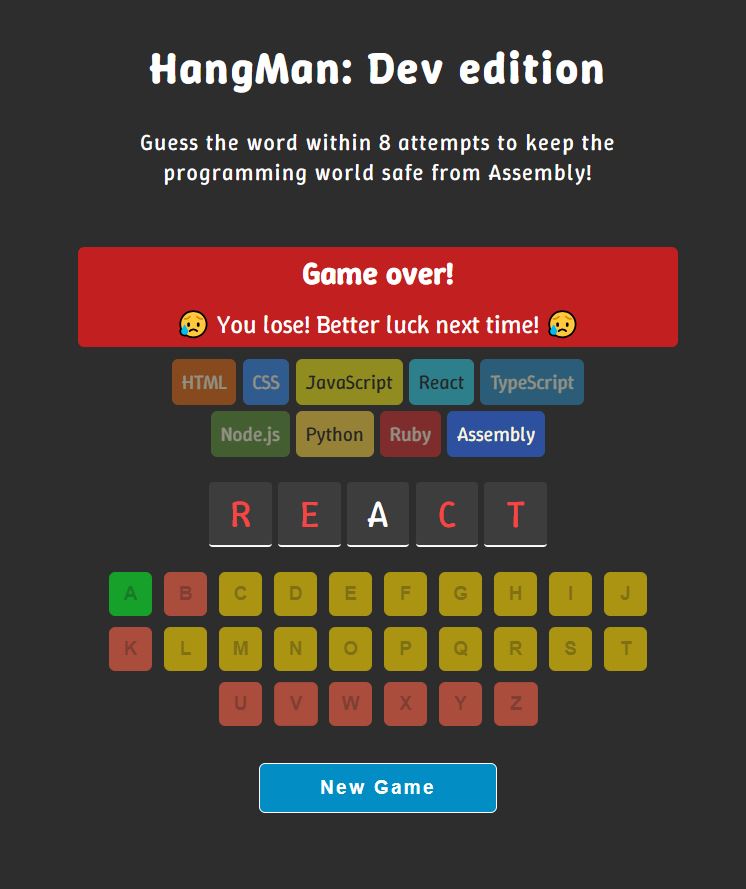 HangMan: Dev edition
Guess the word within 8 attempts to keep the
programming world safe from Assembly!
Game over!
😥 You lose! Better luck next time! 😥
HTML CSS JavaScript React TypeScript
Node.js Python Ruby Assembly
R E A C T
A B C D E F G H I J
K L M N O P Q R S T
U V W X Y Z
New Game